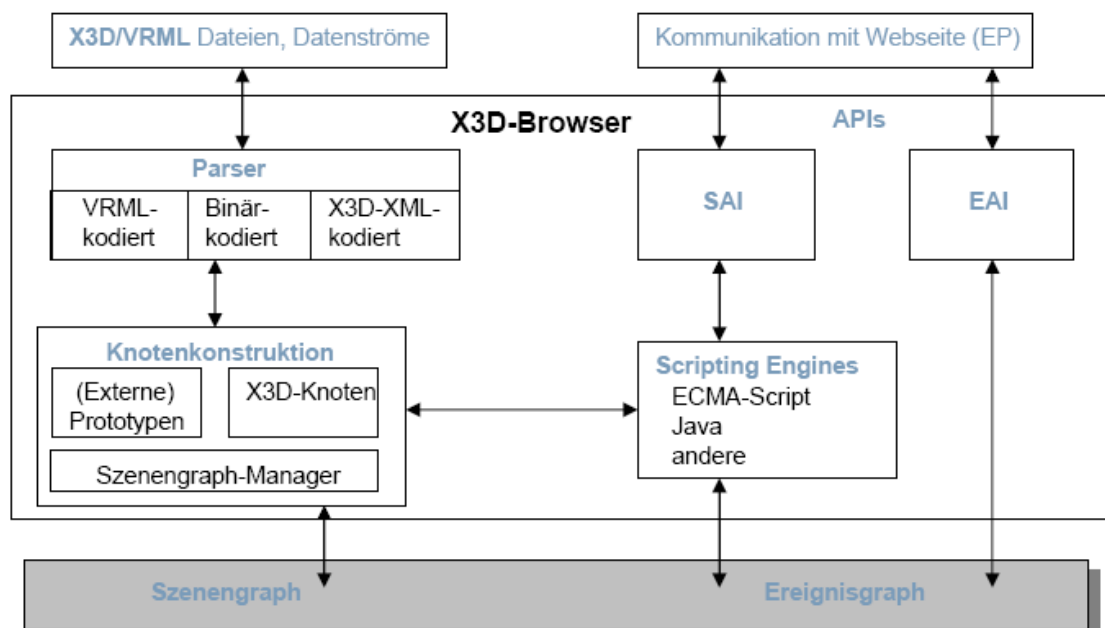 X3D/VRML Dateien, Datenströme
Kommunikation mit Webseite (EP)
X3D-Browser
APIs
Parser
VRML-
kodiert
Binär-
kodiert
X3D-XML-
kodiert
SAI
EAI
Knotenkonstruktion
(Externe)
Prototypen
X3D-Knoten
Szenengraph-Manager
Scripting Engines
ECMA-Script
Java
andere
Szenengraph
Ereignisgraph